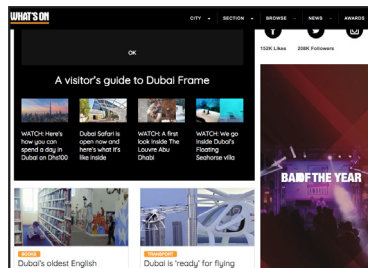 WHAT'S ON
CITY
SECTION
BROWSE
NEWS
AWARDS
152K Likes
206K Followers
OK
A visitor's guide to Dubai Frame
WATCH: Here's
how you can
spend a day in
Dubai on Dhs100
Dubai Safari is
open now and
here's what it's
like inside
WATCH: A first
look inside The
Louvre Abu
Dhabi
WATCH: We go
inside Dubai's
Floating
Seahorse villa
BAR OF THE YEAR
BOOKS
Dubai's oldest English
TRANSPORT
Dubai is 'ready' for flying